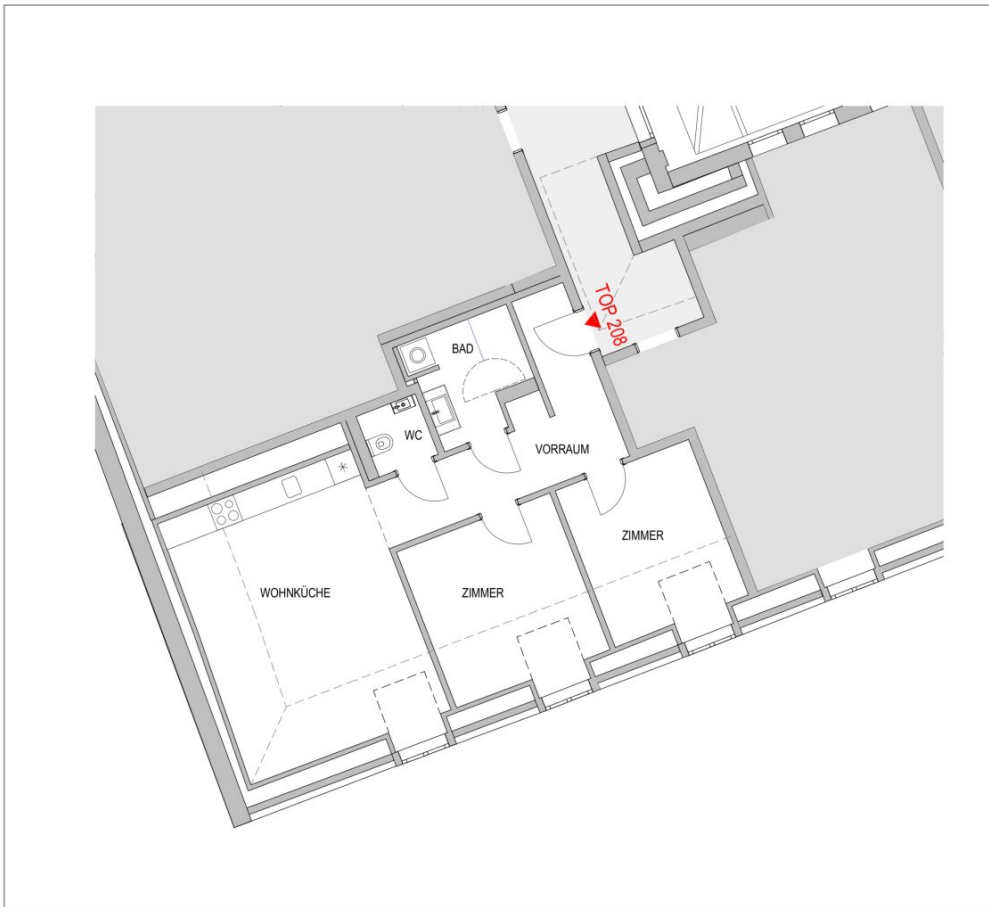 TOP 208
BAD
WC
VORRAUM
ZIMMER
WOHNKÜCHE
ZIMMER